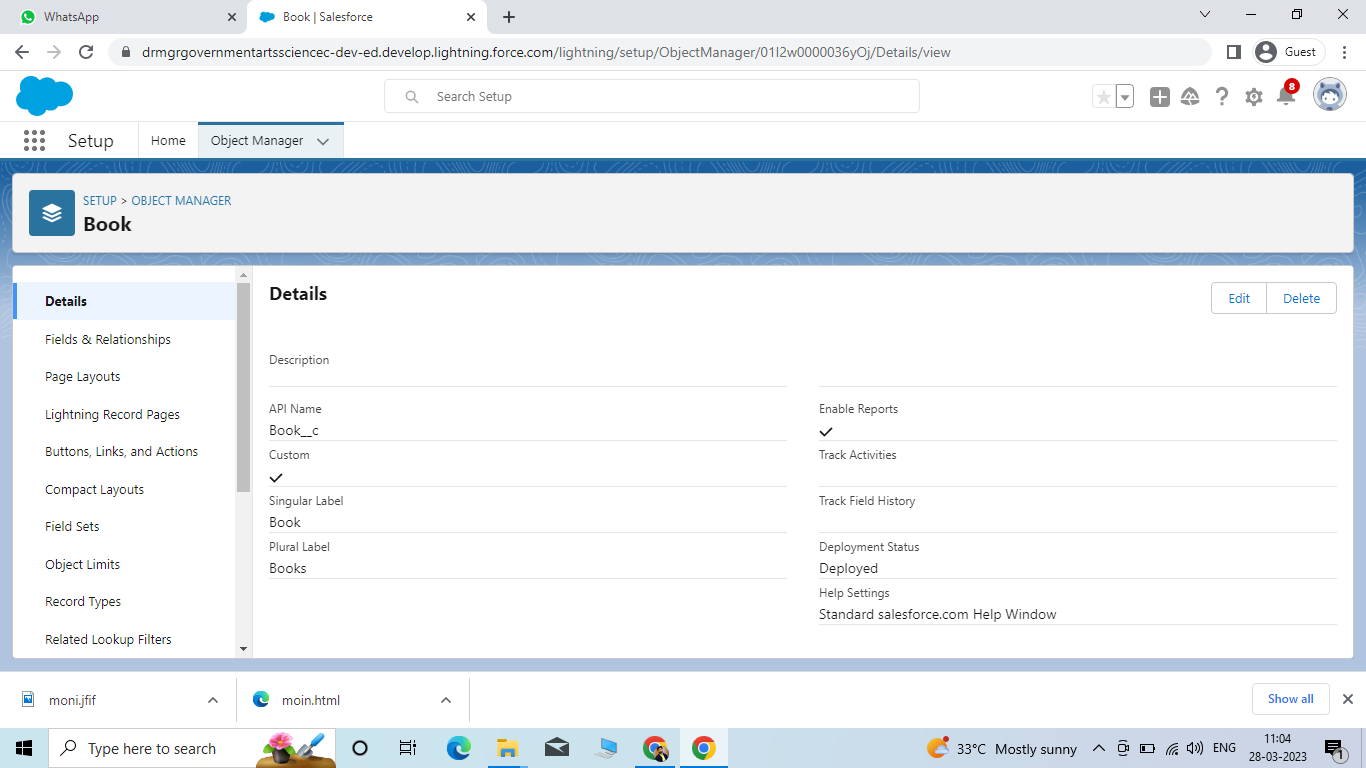 WhatsApp
Book | Salesforce
drmgrgovernmentartssciencec-dev-ed.develop.lightning.force.com/lightning/setup/ObjectManager/01I2w0000036yOj/Details/view
Guest
Search Setup
8
Setup
Home
Object Manager
SETUP > OBJECT MANAGER
Book
Details
Fields & Relationships
Page Layouts
Lightning Record Pages
Buttons, Links, and Actions
Compact Layouts
Field Sets
Object Limits
Record Types
Related Lookup Filters
Details
Edit
Delete
Description
API Name
Book__c
Custom
Singular Label
Book
Plural Label
Books
Enable Reports
Track Activities
Track Field History
Deployment Status
Deployed
Help Settings
Standard salesforce.com Help Window
moni.jfif
moin.html
Show all
Type here to search
33°C Mostly sunny
ENG
11:04
28-03-2023
1